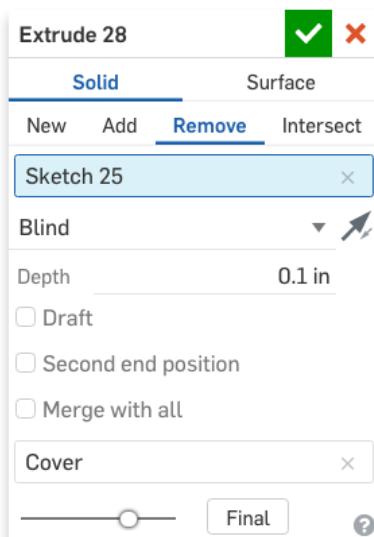 Extrude 28
Solid Surface
New Add Remove Intersect
Sketch 25
Blind
Depth 0.1 in
Draft
Second end position
Merge with all
Cover
Final
?